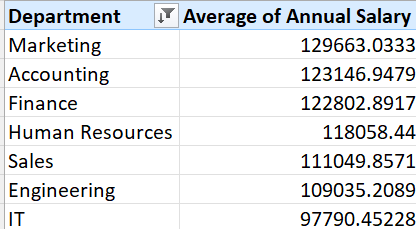 Department Average of Annual Salary
Marketing 129663.0333
Accounting 123146.9479
Finance 122802.8917
Human Resources 118058.44
Sales 111049.8571
Engineering 109035.2089
IT 97790.45228